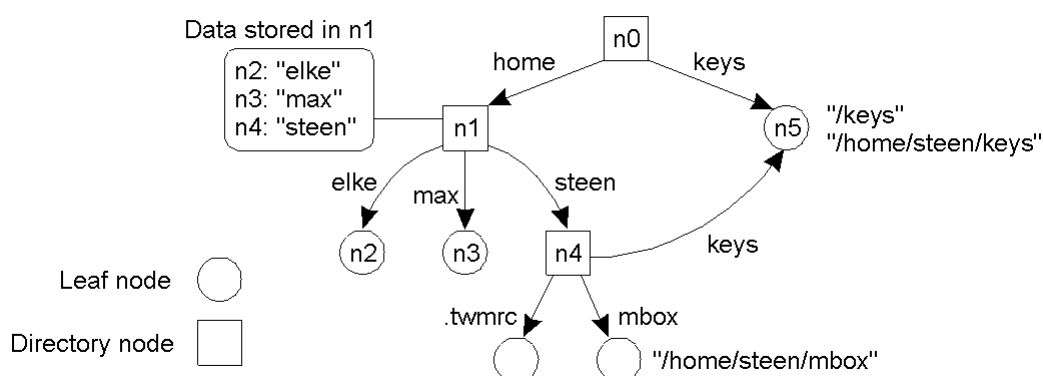 Data stored in n1
n2: "elke"
n3: "max"
n4: "steen"
n0
home
keys
n1
n5
"/keys"
"/home/steen/keys"
elke
max
steen
n2
n3
n4
keys
Leaf node
.twmrc
mbox
Directory node
"/home/steen/mbox"